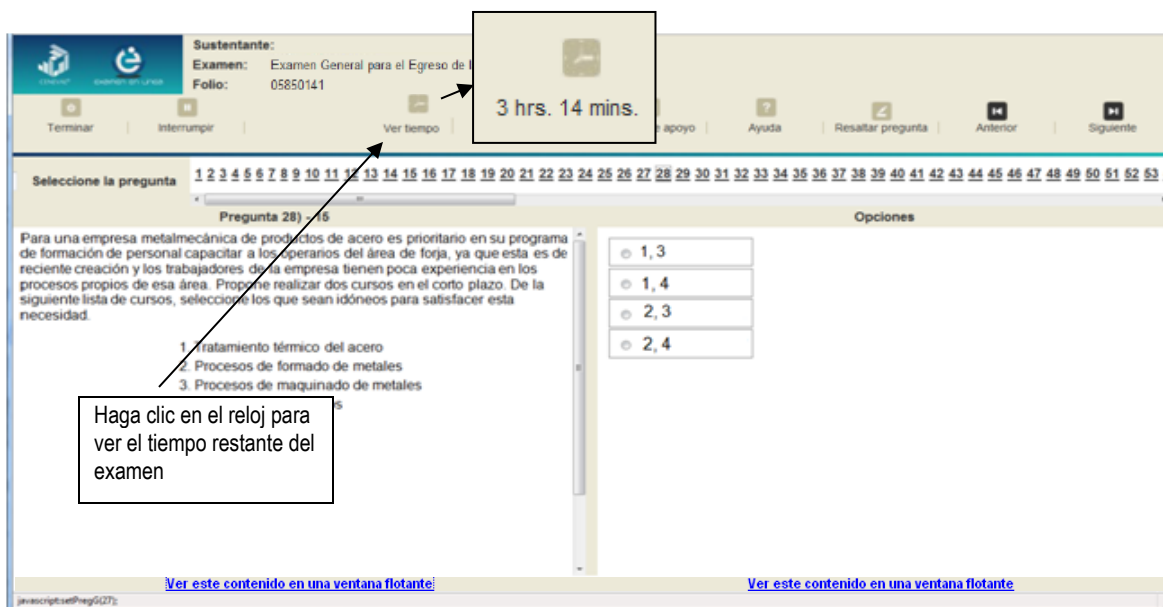 Sustentante:
Examen: Examen General para el Egreso de
Folio: 05850141
3 hrs. 14 mins.
Terminar
Interrumpir
Ver tiempo
apoyo
Ayuda
Resaltar pregunta
Anterior
Siguiente
Seleccione la pregunta
1 2 3 4 5 6 7 8 9 10 11 12 13 14 15 16 17 18 19 20 21 22 23 24 25 26 27 28 29 30 31 32 33 34 35 36 37 38 39 40 41 42 43 44 45 46 47 48 49 50 51 52 53
Pregunta 28) - 15
Para una empresa metalmecánica de productos de acero es prioritario en su programa
de formación de personal capacitar a los operarios del área de forja, ya que esta es de
reciente creación y los trabajadores de la empresa tienen poca experiencia en los
procesos propios de esa área. Propone realizar dos cursos en el corto plazo. De la
siguiente lista de cursos, seleccione los que sean idóneos para satisfacer esta
necesidad.
1. Tratamiento térmico del acero
2. Procesos de formado de metales
3. Procesos de maquinado de metales
Haga clic en el reloj para
ver el tiempo restante del
examen
Opciones
1, 3
1, 4
2, 3
2, 4
Ver este contenido en una ventana flotante
Ver este contenido en una ventana flotante
javascript:setPregG(27);